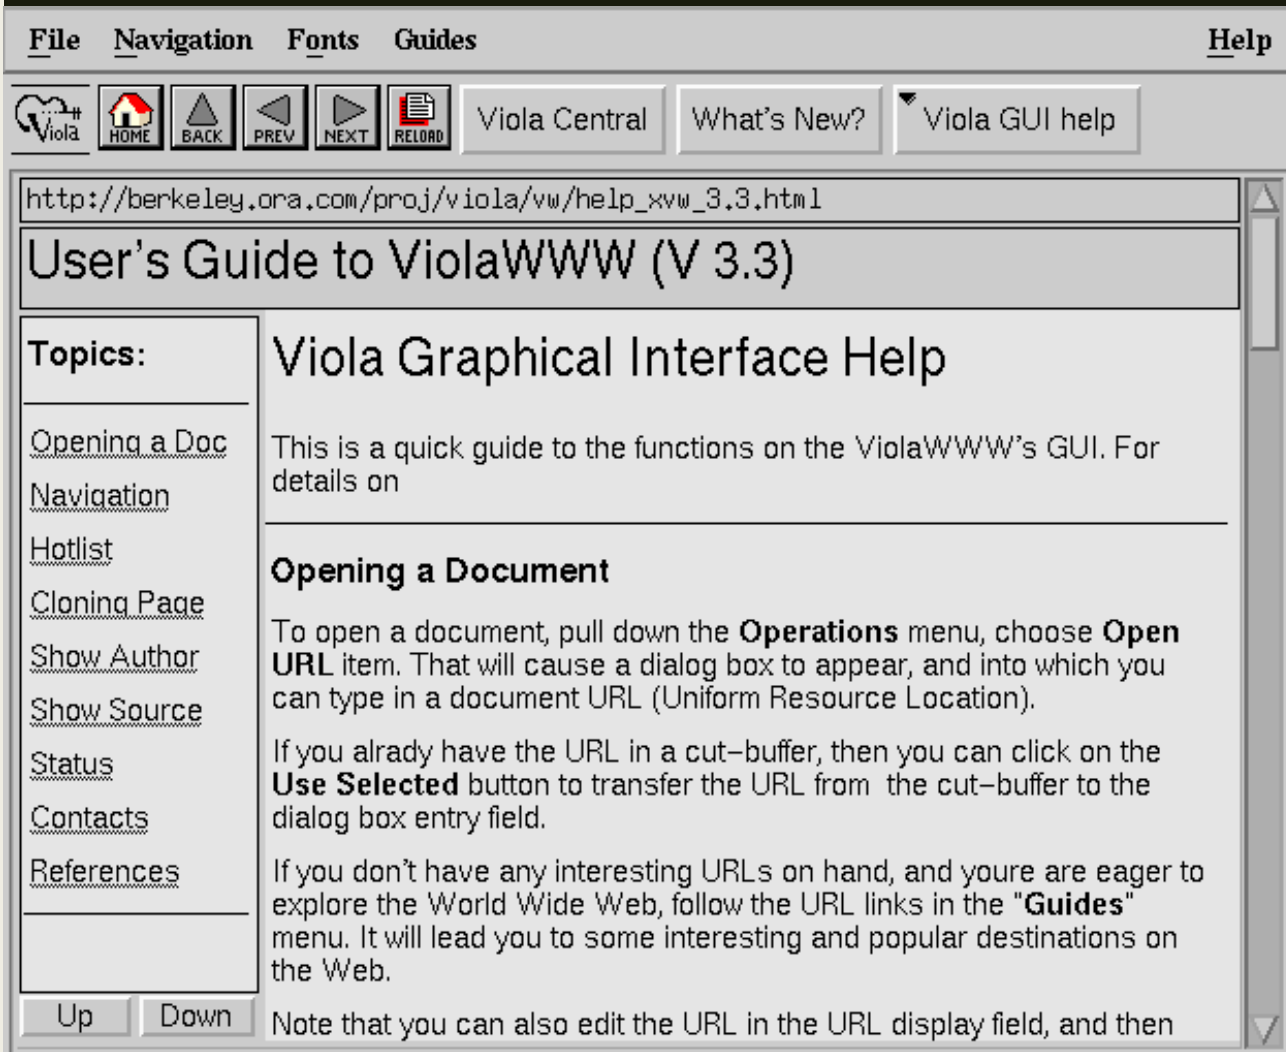 File Navigation Fonts Guides Help
Viola HOME BACK PREV NEXT RELOAD Viola Central What's New? Viola GUI help
http://berkeley.ora.com/proj/viola/vw/help_xvw_3.3.html
User's Guide to ViolaWWW (V 3.3)
Topics:
Opening a Doc
Navigation
Hotlist
Cloning Page
Show Author
Show Source
Status
Contacts
References
Up Down
Viola Graphical Interface Help
This is a quick guide to the functions on the ViolaWWW's GUI. For
details on
Opening a Document
To open a document, pull down the Operations menu, choose Open
URL item. That will cause a dialog box to appear, and into which you
can type in a document URL (Uniform Resource Location).
If you alrady have the URL in a cut-buffer, then you can click on the
Use Selected button to transfer the URL from  the cut-buffer to the
dialog box entry field.
If you don't have any interesting URLs on hand, and youre are eager to
explore the World Wide Web, follow the URL links in the "Guides"
menu. It will lead you to some interesting and popular destinations on
the Web.
Note that you can also edit the URL in the URL display field, and then